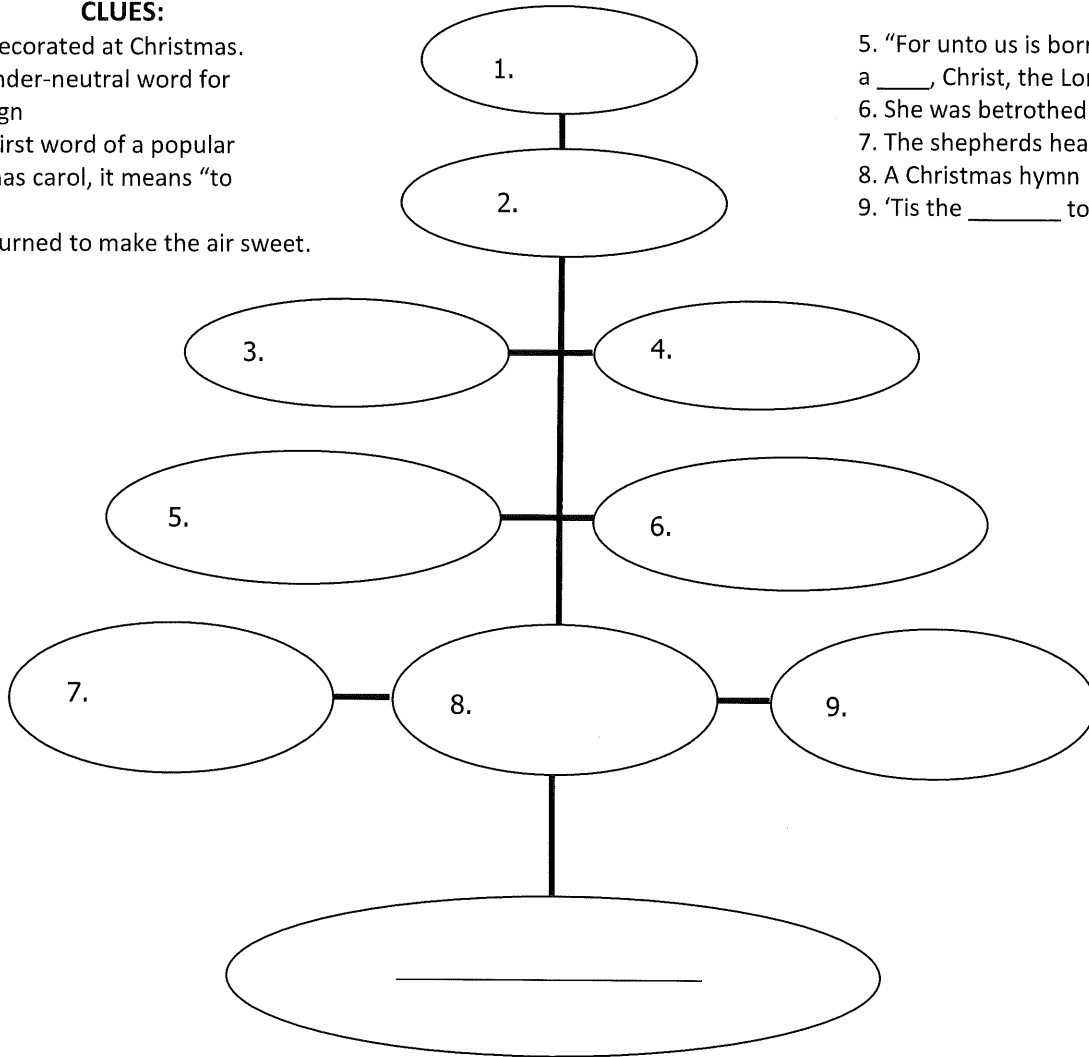 CLUES:
ecorated at Christmas.
nder-neutral word for
gn
irst word of a popular
as carol, it means “to
urned to make the air sweet.
5. “For unto us is born
a ____, Christ, the Lor
6. She was betrothed
7. The shepherds hea
8. A Christmas hymn
9. ‘Tis the _______ to
1.
2.
3.
4.
5.
6.
7.
8.
9.